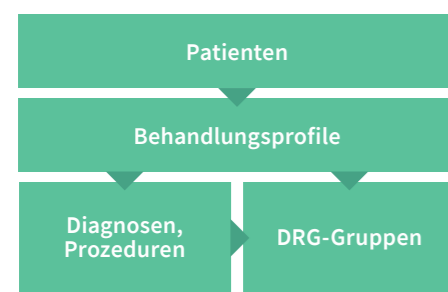 Patienten
Behandlungsprofile
Diagnosen,
Prozeduren
DRG-Gruppen